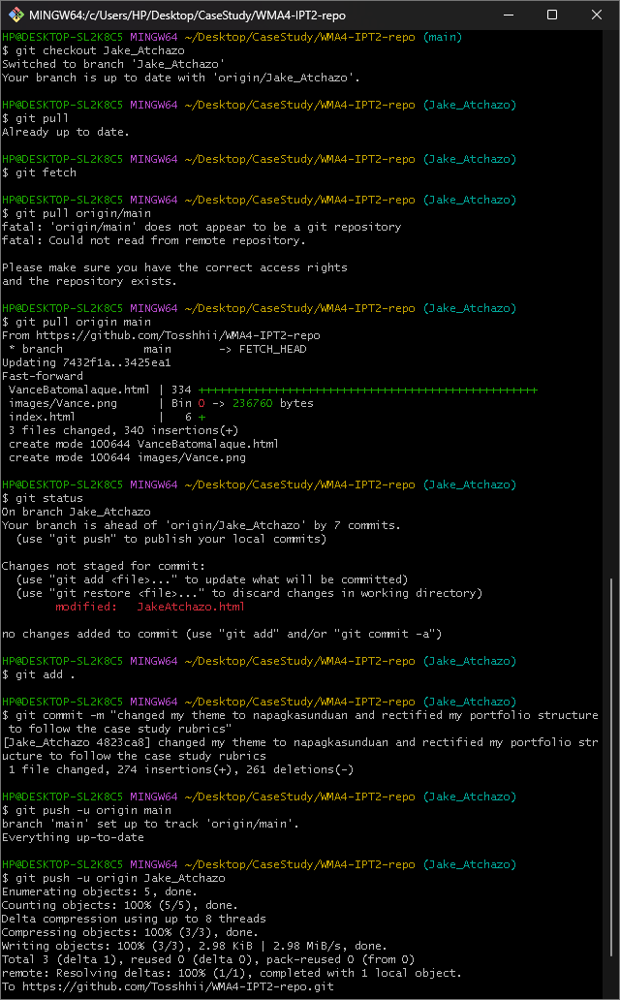 MINGW64:/c/Users/HP/Desktop/CaseStudy/WMA4-IPT2-repo
HP@DESKTOP-SL2K8C5 MINGW64 ~/Desktop/CaseStudy/WMA4-IPT2-repo (main)
$ git checkout Jake_Atchazo
Switched to branch 'Jake_Atchazo'
Your branch is up to date with 'origin/Jake_Atchazo'.
HP@DESKTOP-SL2K8C5 MINGW64 ~/Desktop/CaseStudy/WMA4-IPT2-repo (Jake_Atchazo)
$ git pull
Already up to date.
HP@DESKTOP-SL2K8C5 MINGW64 ~/Desktop/CaseStudy/WMA4-IPT2-repo (Jake_Atchazo)
$ git fetch
HP@DESKTOP-SL2K8C5 MINGW64 ~/Desktop/CaseStudy/WMA4-IPT2-repo (Jake_Atchazo)
$ git pull origin/main
fatal: 'origin/main' does not appear to be a git repository
fatal: Could not read from remote repository.
Please make sure you have the correct access rights
and the repository exists.
HP@DESKTOP-SL2K8C5 MINGW64 ~/Desktop/CaseStudy/WMA4-IPT2-repo (Jake_Atchazo)
$ git pull origin main
From https://github.com/Tosshhii/WMA4-IPT2-repo
 * branch            main       -> FETCH_HEAD
Updating 7432f1a..3425ea1
Fast-forward
 VanceBatomalaque.html | 334 ++++++++++++++++++++++++++++++++++++++++++++++++++
 images/Vance.png      | Bin 0 -> 236760 bytes
 index.html            |   6 +
 3 files changed, 340 insertions(+)
 create mode 100644 VanceBatomalaque.html
 create mode 100644 images/Vance.png
HP@DESKTOP-SL2K8C5 MINGW64 ~/Desktop/CaseStudy/WMA4-IPT2-repo (Jake_Atchazo)
$ git status
On branch Jake_Atchazo
Your branch is ahead of 'origin/Jake_Atchazo' by 7 commits.
  (use "git push" to publish your local commits)
Changes not staged for commit:
  (use "git add <file>..." to update what will be committed)
  (use "git restore <file>..." to discard changes in working directory)
        modified:   JakeAtchazo.html
no changes added to commit (use "git add" and/or "git commit -a")
HP@DESKTOP-SL2K8C5 MINGW64 ~/Desktop/CaseStudy/WMA4-IPT2-repo (Jake_Atchazo)
$ git add .
HP@DESKTOP-SL2K8C5 MINGW64 ~/Desktop/CaseStudy/WMA4-IPT2-repo (Jake_Atchazo)
$ git commit -m "changed my theme to napagkasunduan and rectified my portfolio structure
 to follow the case study rubrics"
[Jake_Atchazo 4823ca8] changed my theme to napagkasunduan and rectified my portfolio str
ucture to follow the case study rubrics
 1 file changed, 274 insertions(+), 261 deletions(-)
HP@DESKTOP-SL2K8C5 MINGW64 ~/Desktop/CaseStudy/WMA4-IPT2-repo (Jake_Atchazo)
$ git push -u origin main
branch 'main' set up to track 'origin/main'.
Everything up-to-date
HP@DESKTOP-SL2K8C5 MINGW64 ~/Desktop/CaseStudy/WMA4-IPT2-repo (Jake_Atchazo)
$ git push -u origin Jake_Atchazo
Enumerating objects: 5, done.
Counting objects: 100% (5/5), done.
Delta compression using up to 8 threads
Compressing objects: 100% (3/3), done.
Writing objects: 100% (3/3), 2.98 KiB | 2.98 MiB/s, done.
Total 3 (delta 1), reused 0 (delta 0), pack-reused 0 (from 0)
remote: Resolving deltas: 100% (1/1), completed with 1 local object.
To https://github.com/Tosshhii/WMA4-IPT2-repo.git